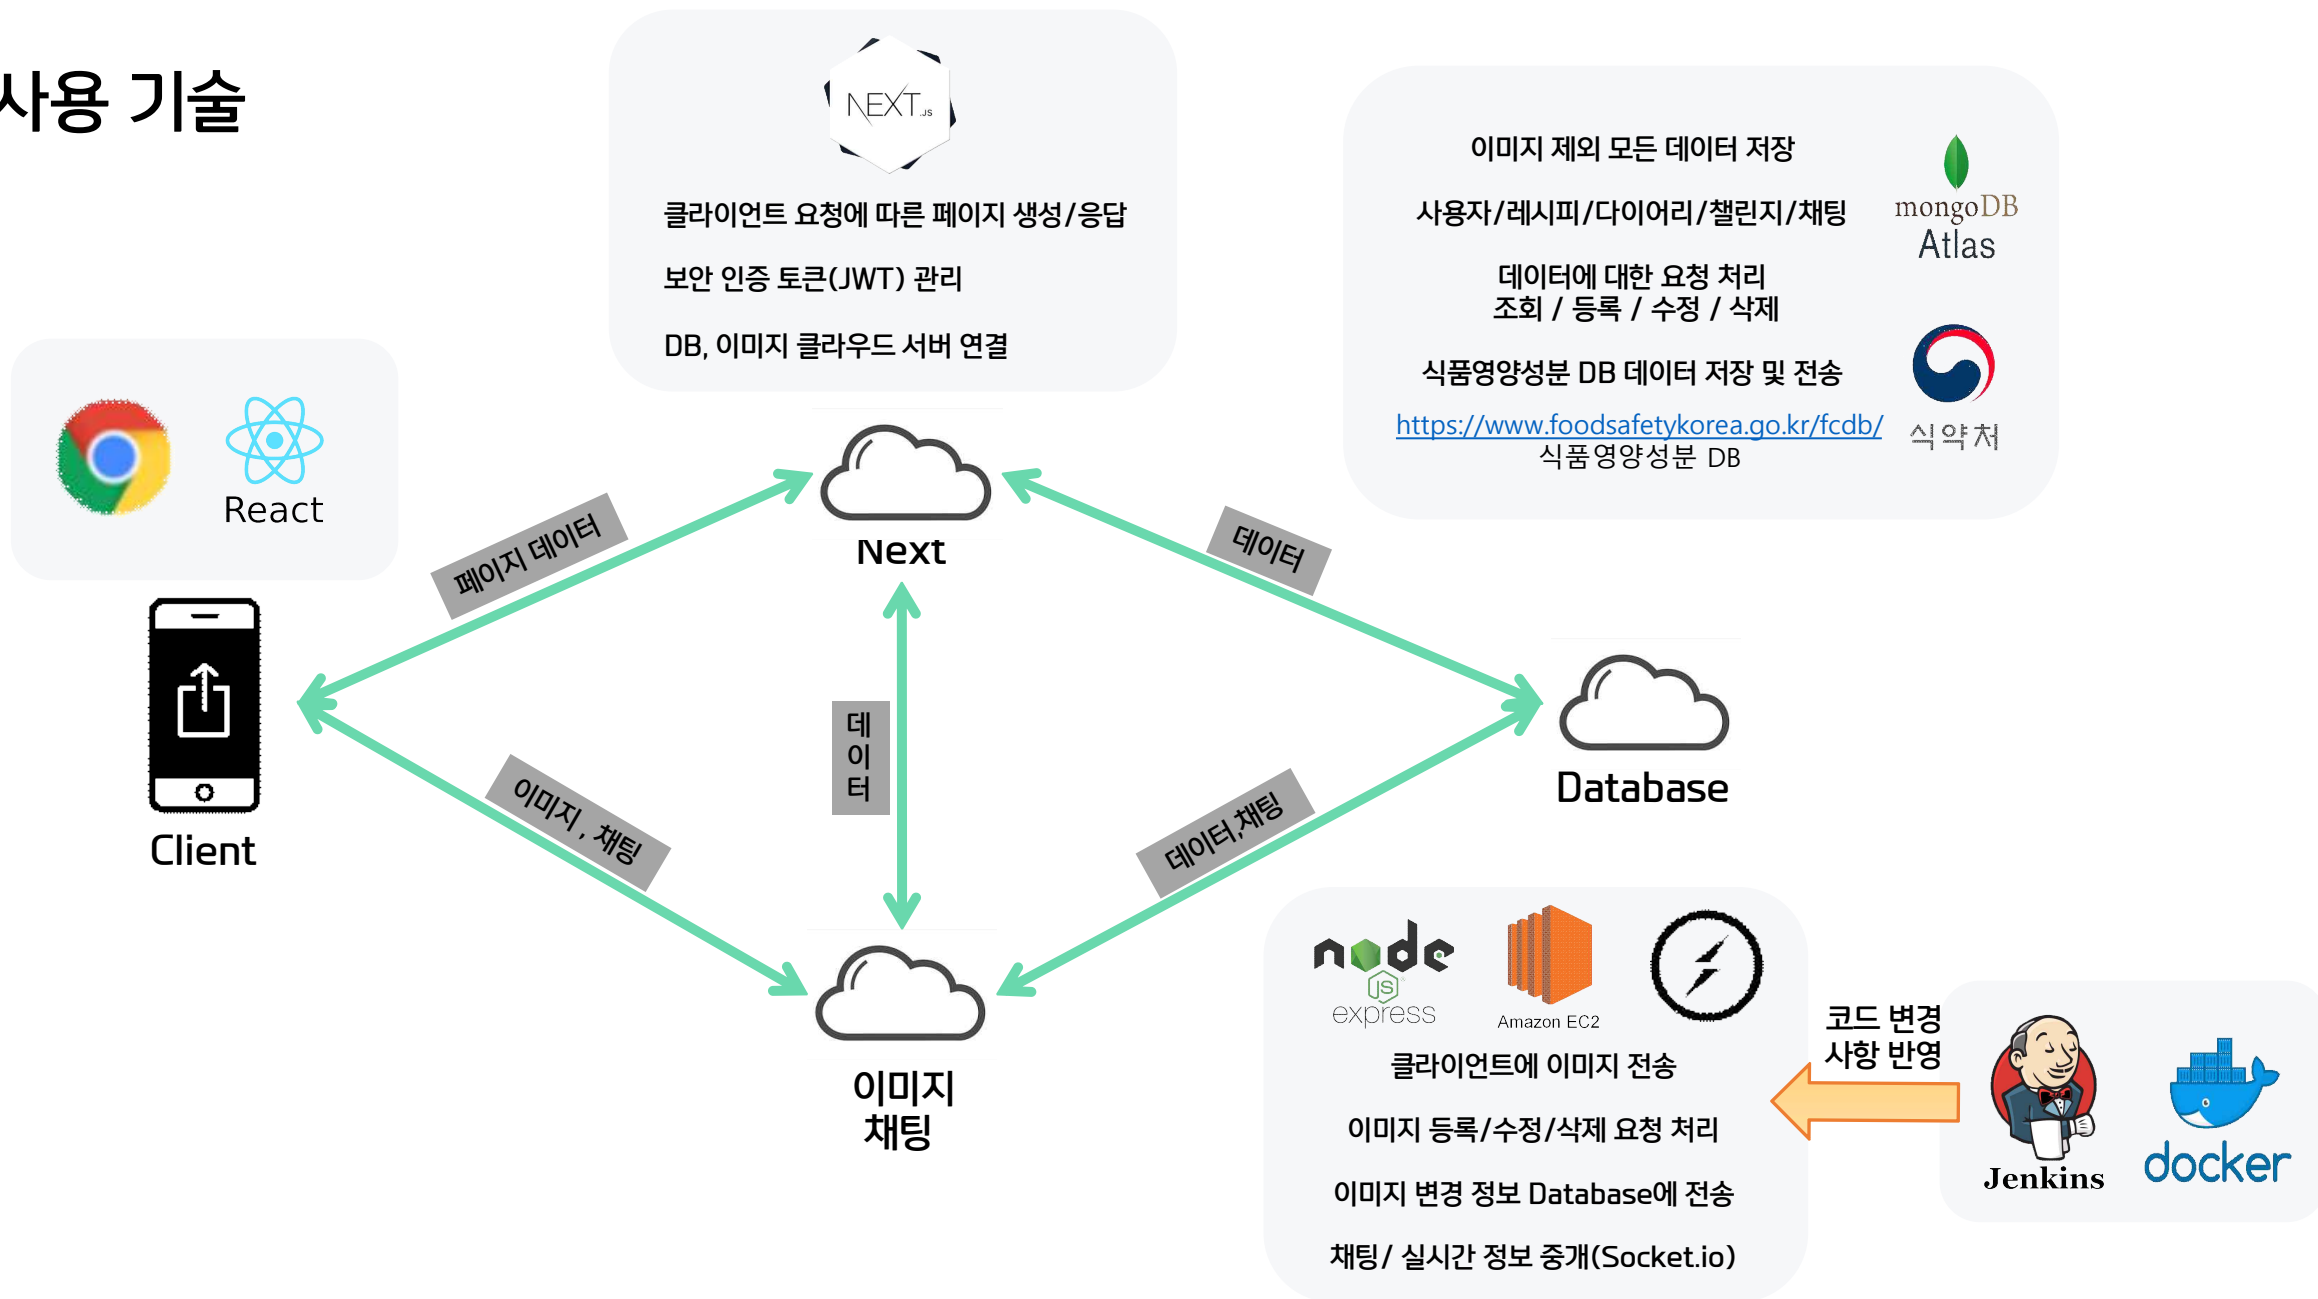 사용 기술
NEXT.JS
클라이언트 요청에 따른 페이지 생성/응답
보안 인증 토큰(JWT) 관리
DB, 이미지 클라우드 서버 연결
이미지 제외 모든 데이터 저장
사용자/레시피/다이어리/챌린지/채팅
데이터에 대한 요청 처리
조회 / 등록 / 수정 / 삭제
식품영양성분 DB 데이터 저장 및 전송
https://www.foodsafetykorea.go.kr/fcdb/
식품영양성분 DB
mongoDB
Atlas
식약처
React
Client
페이지 데이터
Next
데이터
데이터
이미지, 채팅
데이터,채팅
Database
이미지
채팅
node
JS
express
Amazon EC2
클라이언트에 이미지 전송
이미지 등록/수정/삭제 요청 처리
이미지 변경 정보 Database에 전송
채팅/ 실시간 정보 중개(Socket.io)
코드 변경
사항 반영
Jenkins
docker